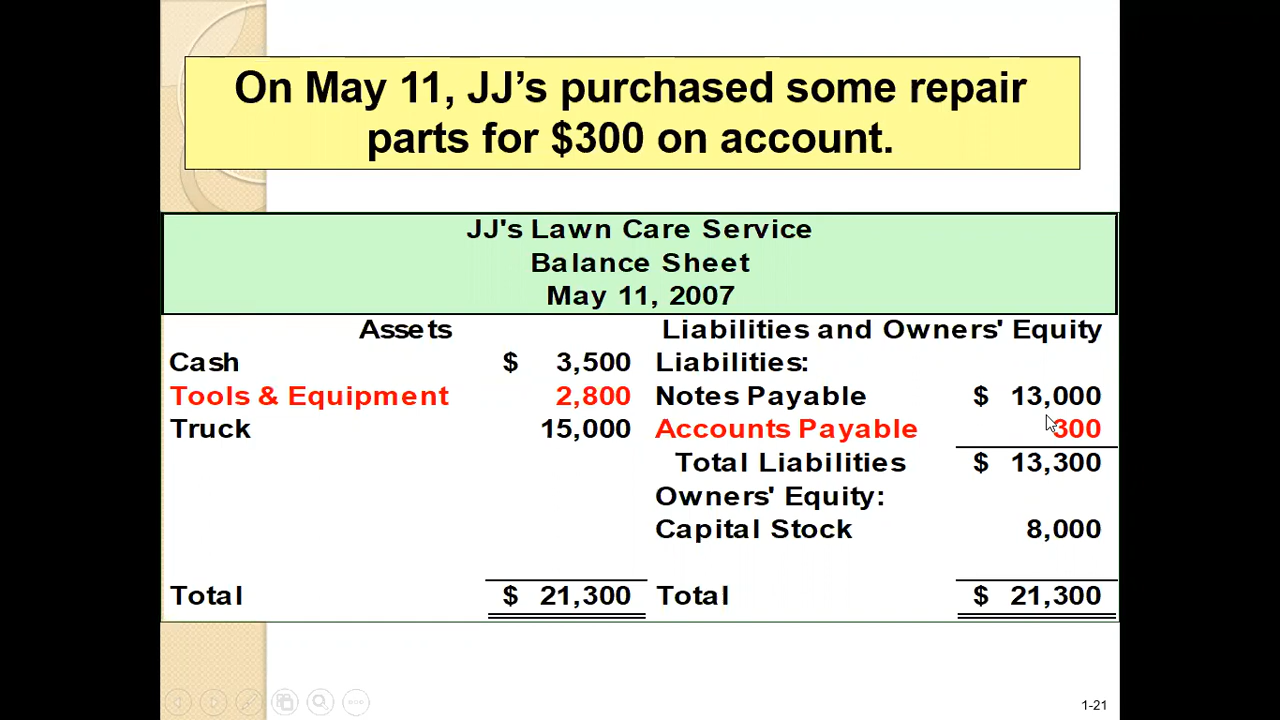 On May 11, JJ’s purchased some repair
parts for $300 on account.
JJ's Lawn Care Service
Balance Sheet
May 11, 2007
Assets Liabilities and Owners' Equity
Cash $ 3,500 Liabilities:
Tools & Equipment 2,800 Notes Payable $ 13,000
Truck 15,000 Accounts Payable 300
Total Liabilities $ 13,300
Owners' Equity:
Capital Stock 8,000
Total $ 21,300 Total $ 21,300
1-21